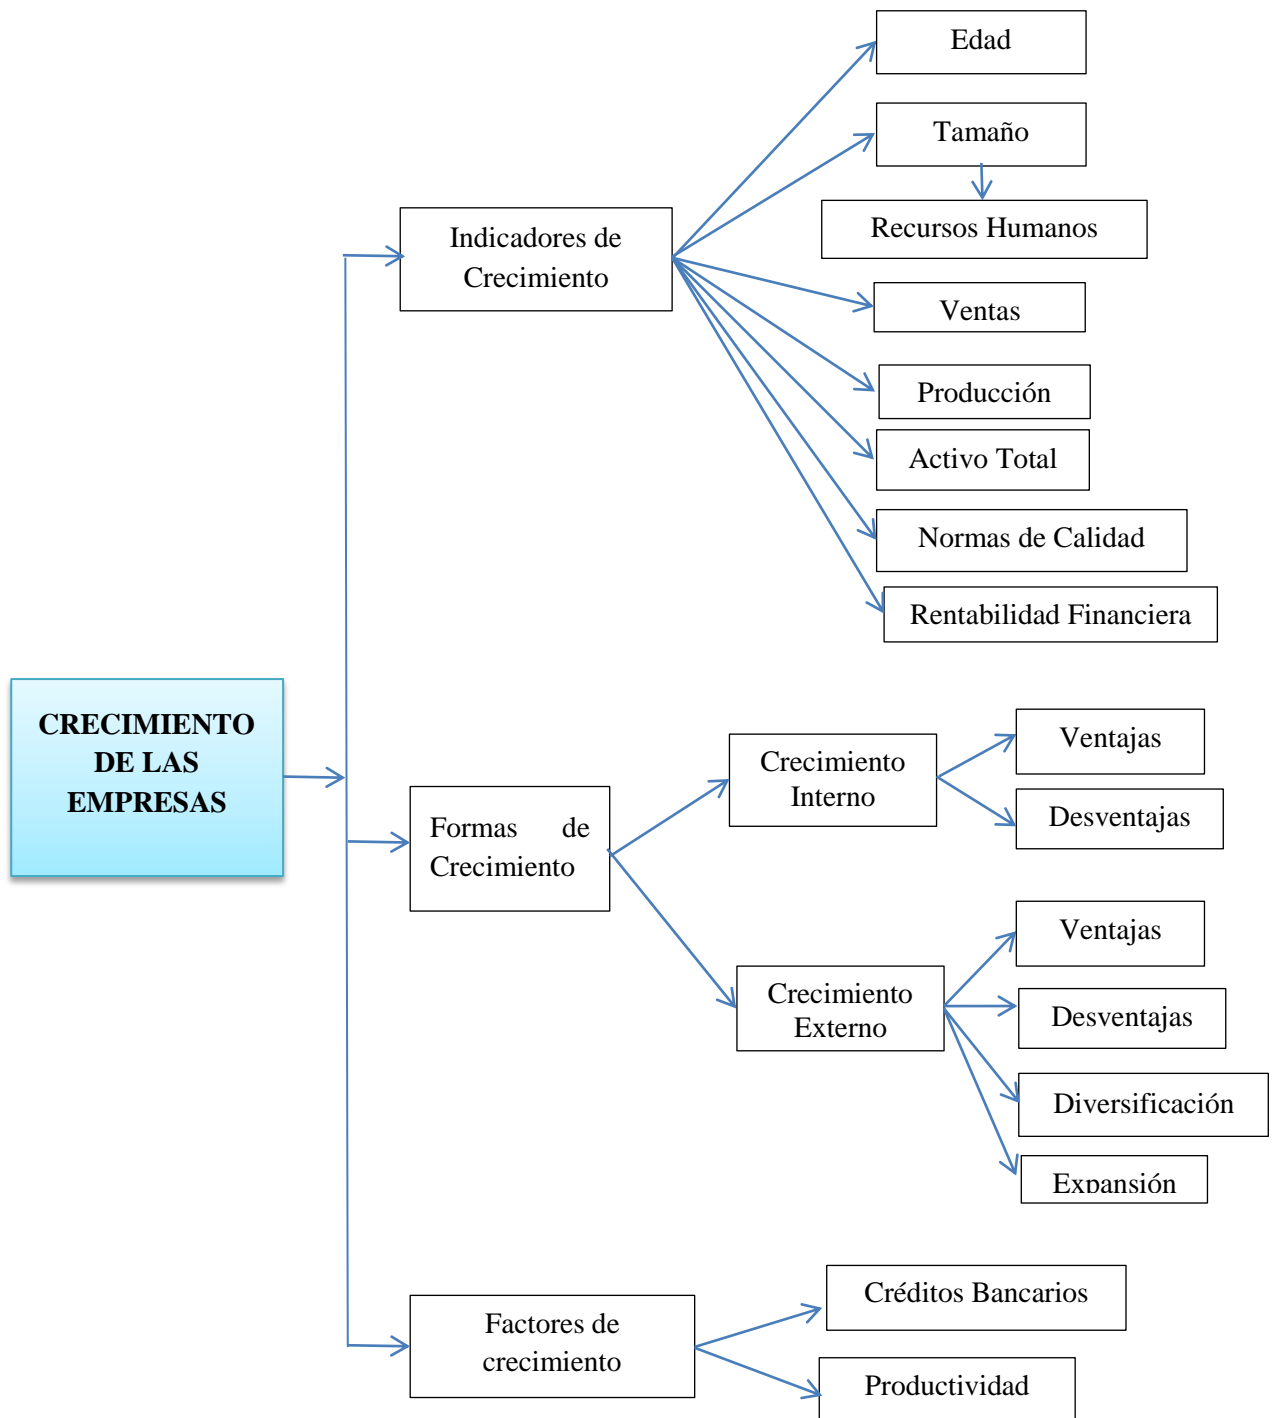 CRECIMIENTO
DE LAS
EMPRESAS
Indicadores de
Crecimiento
Edad
Tamaño
Recursos Humanos
Ventas
Producción
Activo Total
Normas de Calidad
Rentabilidad Financiera
Formas de
Crecimiento
Crecimiento
Interno
Ventajas
Desventajas
Crecimiento
Externo
Ventajas
Desventajas
Diversificación
Expansión
Factores de
crecimiento
Créditos Bancarios
Productividad